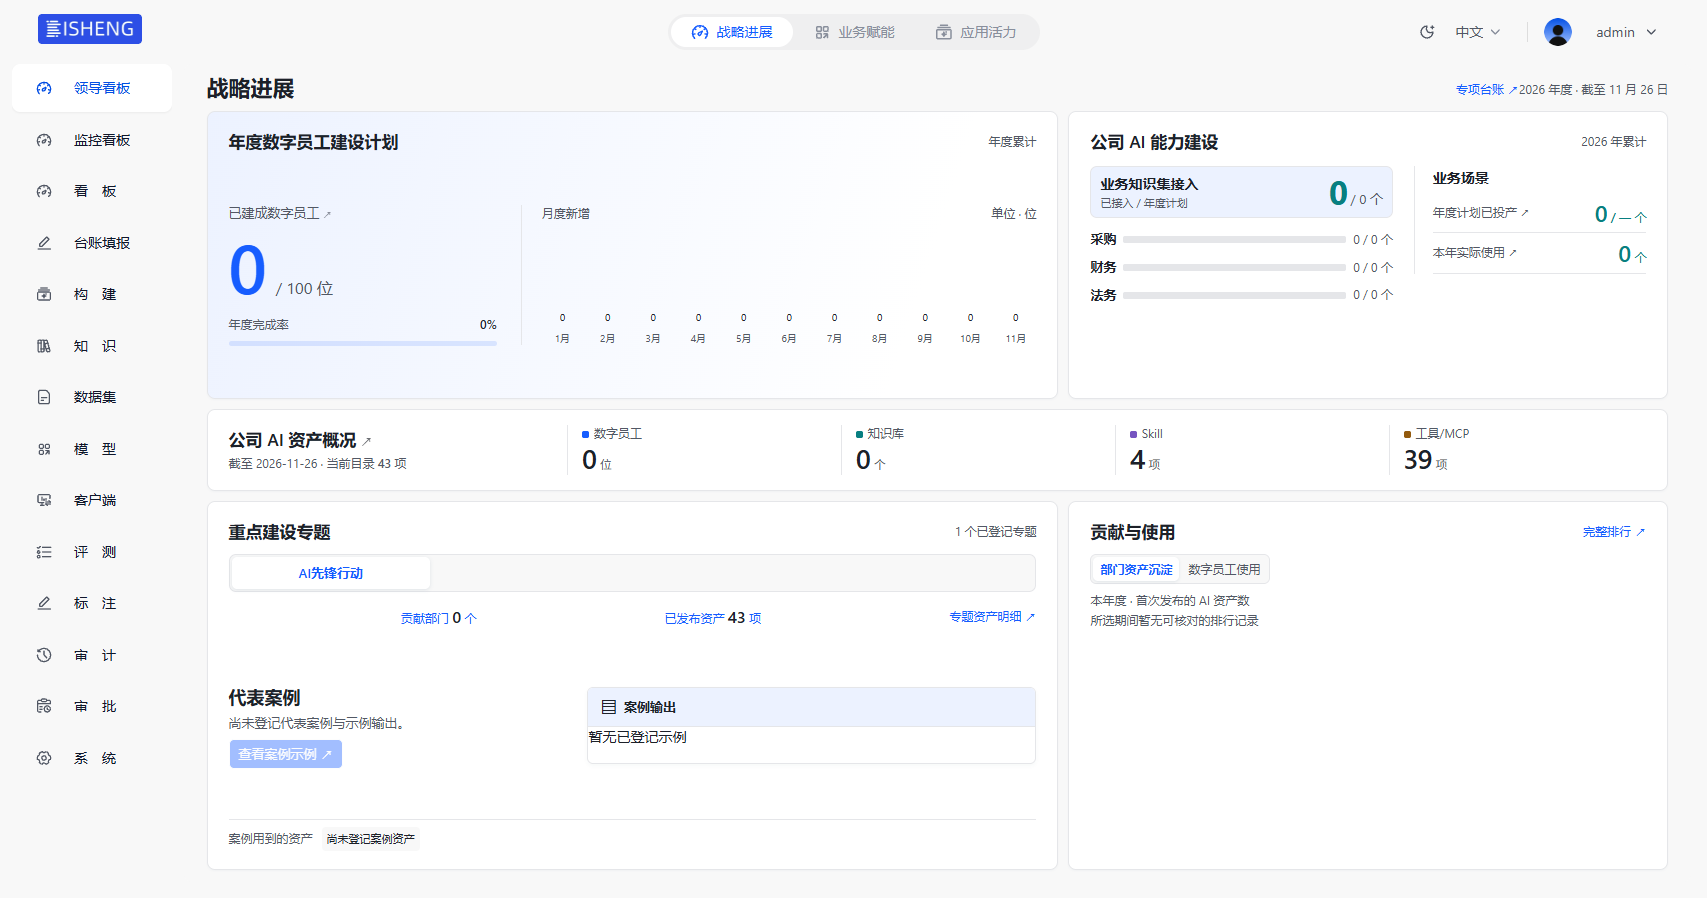 ISHENG
战略进展
业务赋能
应用活力
中文
admin
领导看板
监控看板
看 板
台账填报
构 建
知 识
数据集
模 型
客户端
评 测
标 注
审 计
审 批
系 统
战略进展
专项台账 ↗2026 年度 · 截至 11 月 26 日
年度数字员工建设计划
年度累计
已建成数字员工 ↗
0 / 100 位
年度完成率
0%
月度新增
单位 · 位
0 0 0 0 0 0 0 0 0 0 0
1月 2月 3月 4月 5月 6月 7月 8月 9月 10月 11月
公司 AI 能力建设
2026 年累计
业务知识集接入
已接入 / 年度计划
0 / 0 个
采购 0 / 0 个
财务 0 / 0 个
法务 0 / 0 个
业务场景
年度计划已投产 ↗
0 / — 个
本年实际使用 ↗
0 个
公司 AI 资产概况 ↗
截至 2026-11-26 · 当前目录 43 项
数字员工
0 位
知识库
0 个
Skill
4 项
工具/MCP
39 项
重点建设专题
1 个已登记专题
AI先锋行动
贡献部门 0 个
已发布资产 43 项
专题资产明细 ↗
代表案例
尚未登记代表案例与示例输出。
查看案例示例 ↗
案例输出
暂无已登记示例
案例用到的资产
尚未登记案例资产
贡献与使用
完整排行 ↗
部门资产沉淀
数字员工使用
本年度 · 首次发布的 AI 资产数
所选期间暂无可核对的排行记录